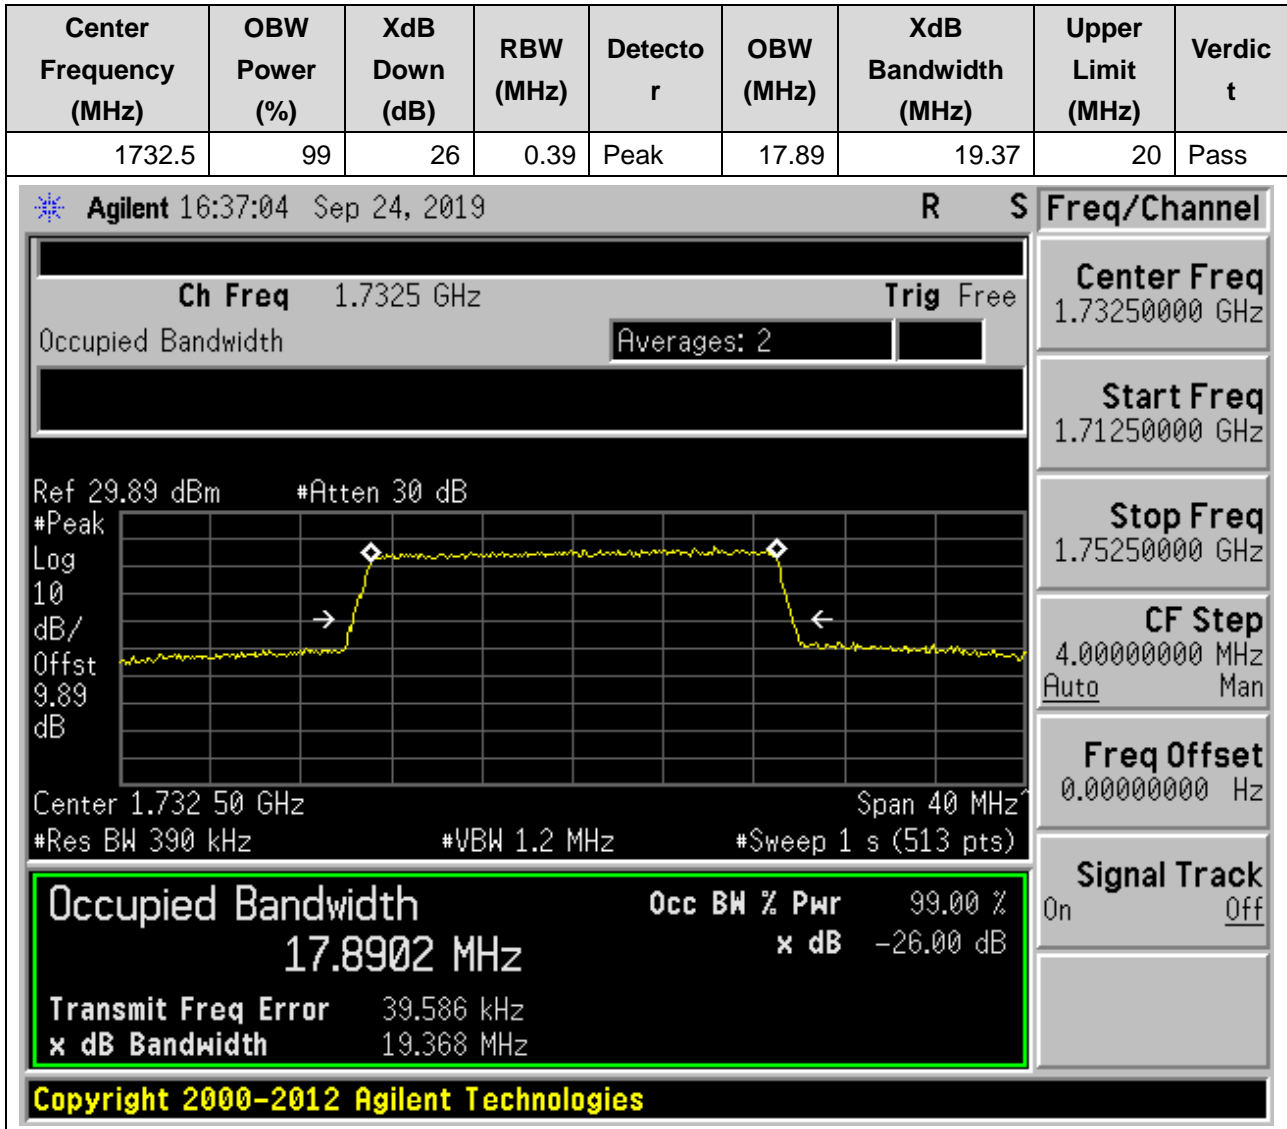 Center Frequency (MHz) OBW Power (%) XdB Down (dB) RBW (MHz) Detecto r OBW (MHz) XdB Bandwidth (MHz) Upper Limit (MHz) Verdic t
1732.5 99 26 0.39 Peak 17.89 19.37 20 Pass
Agilent 16:37:04 Sep 24, 2019 R S
Freq/Channel
Ch Freq 1.7325 GHz Trig Free
Occupied Bandwidth Averages: 2
Center Freq
1.73250000 GHz
Start Freq
1.71250000 GHz
Stop Freq
1.75250000 GHz
CF Step
4.00000000 MHz
Auto Man
Freq Offset
0.00000000 Hz
Signal Track
On Off
Ref 29.89 dBm #Atten 30 dB
#Peak
Log
10
dB/
Offst
9.89
dB
Center 1.732 50 GHz Span 40 MHz^
#Res BW 390 kHz #VBW 1.2 MHz #Sweep 1 s (513 pts)
Occupied Bandwidth Occ BW % Pwr 99.00 %
17.8902 MHz x dB -26.00 dB
Transmit Freq Error 39.586 kHz
x dB Bandwidth 19.368 MHz
Copyright 2000-2012 Agilent Technologies